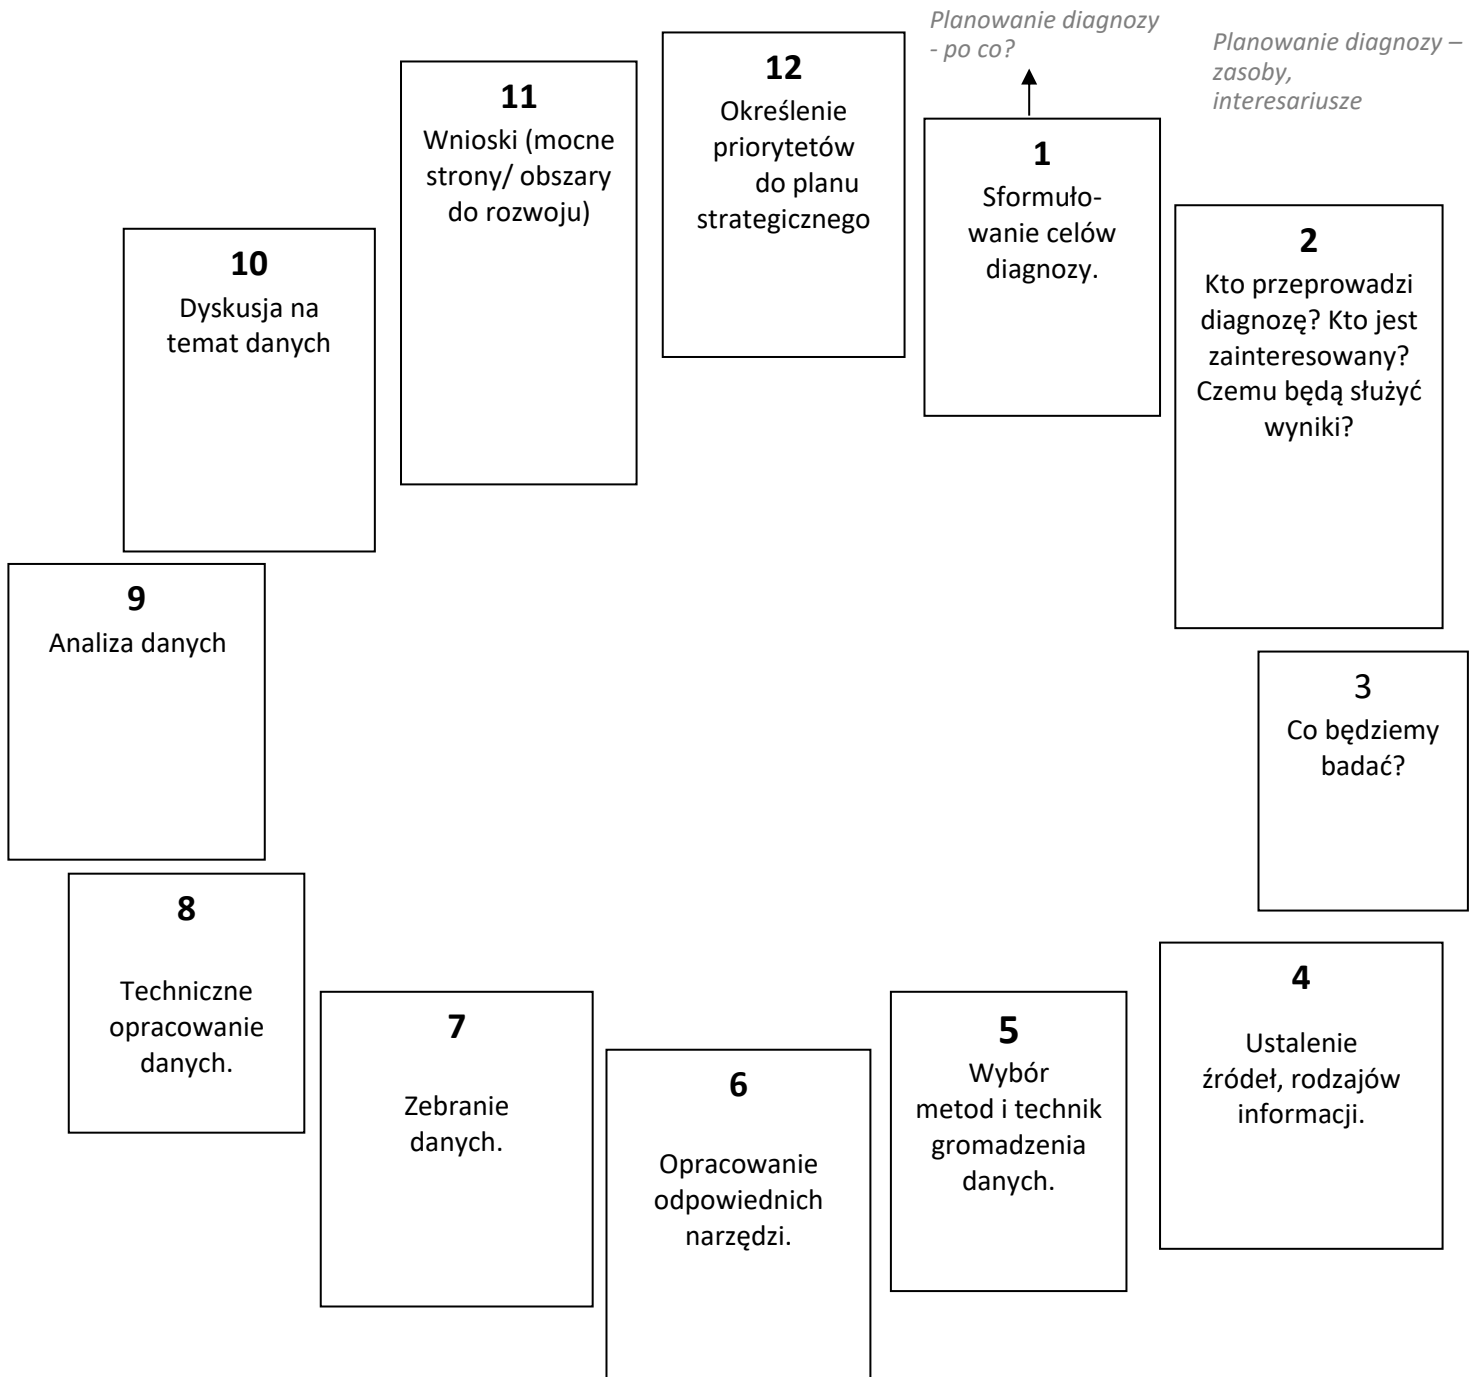 Planowanie diagnozy
- po co?
Planowanie diagnozy –
zasoby,
interesariusze
1
Sformuło-
wanie celów
diagnozy.
2
Kto przeprowadzi
diagnozę? Kto jest
zainteresowany?
Czemu będą służyć
wyniki?
3
Co będziemy
badać?
4
Ustalenie
źródeł, rodzajów
informacji.
5
Wybór
metod i technik
gromadzenia
danych.
6
Opracowanie
odpowiednich
narzędzi.
7
Zebranie
danych.
8
Techniczne
opracowanie
danych.
9
Analiza danych
10
Dyskusja na
temat danych
11
Wnioski (mocne
strony/ obszary
do rozwoju)
12
Określenie
priorytetów
do planu
strategicznego